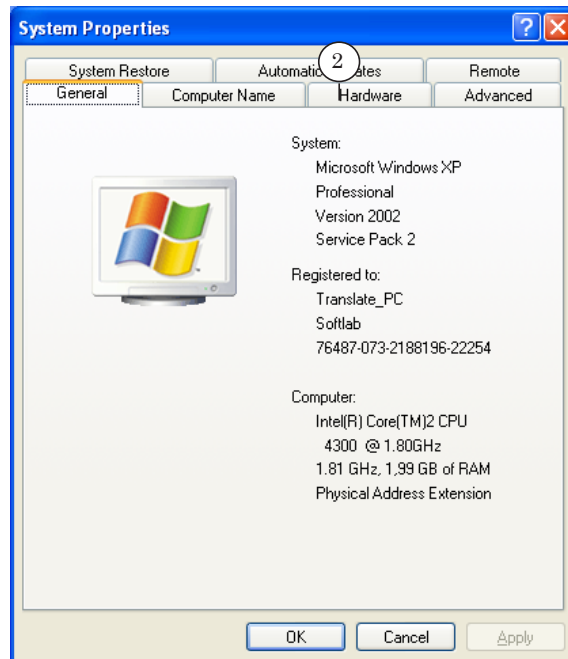 System Properties
2
System Restore Automatic ates Remote
General Computer Name Hardware Advanced
System:
Microsoft Windows XP
Professional
Version 2002
Service Pack 2
Registered to:
Translate_PC
Softlab
76487-073-2188196-22254
Computer:
Intel(R) Core(TM)2 CPU
4300 @ 1.80GHz
1.81 GHz, 1,99 GB of RAM
Physical Address Extension
OK Cancel Apply